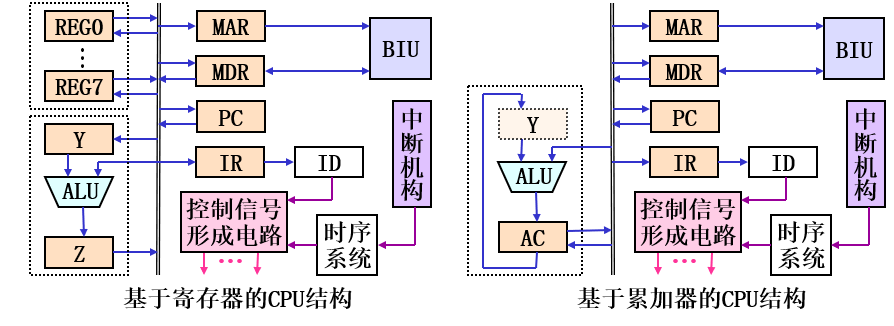 REG0
⋮
REG7
Y
ALU
Z
MAR
MDR
PC
IR
ID
BIU
中断机构
控制信号
形成电路
时序
系统
•••
基于寄存器的CPU结构
Y
ALU
AC
MAR
MDR
PC
IR
ID
BIU
中断机构
控制信号
形成电路
时序
系统
•••
基于累加器的CPU结构